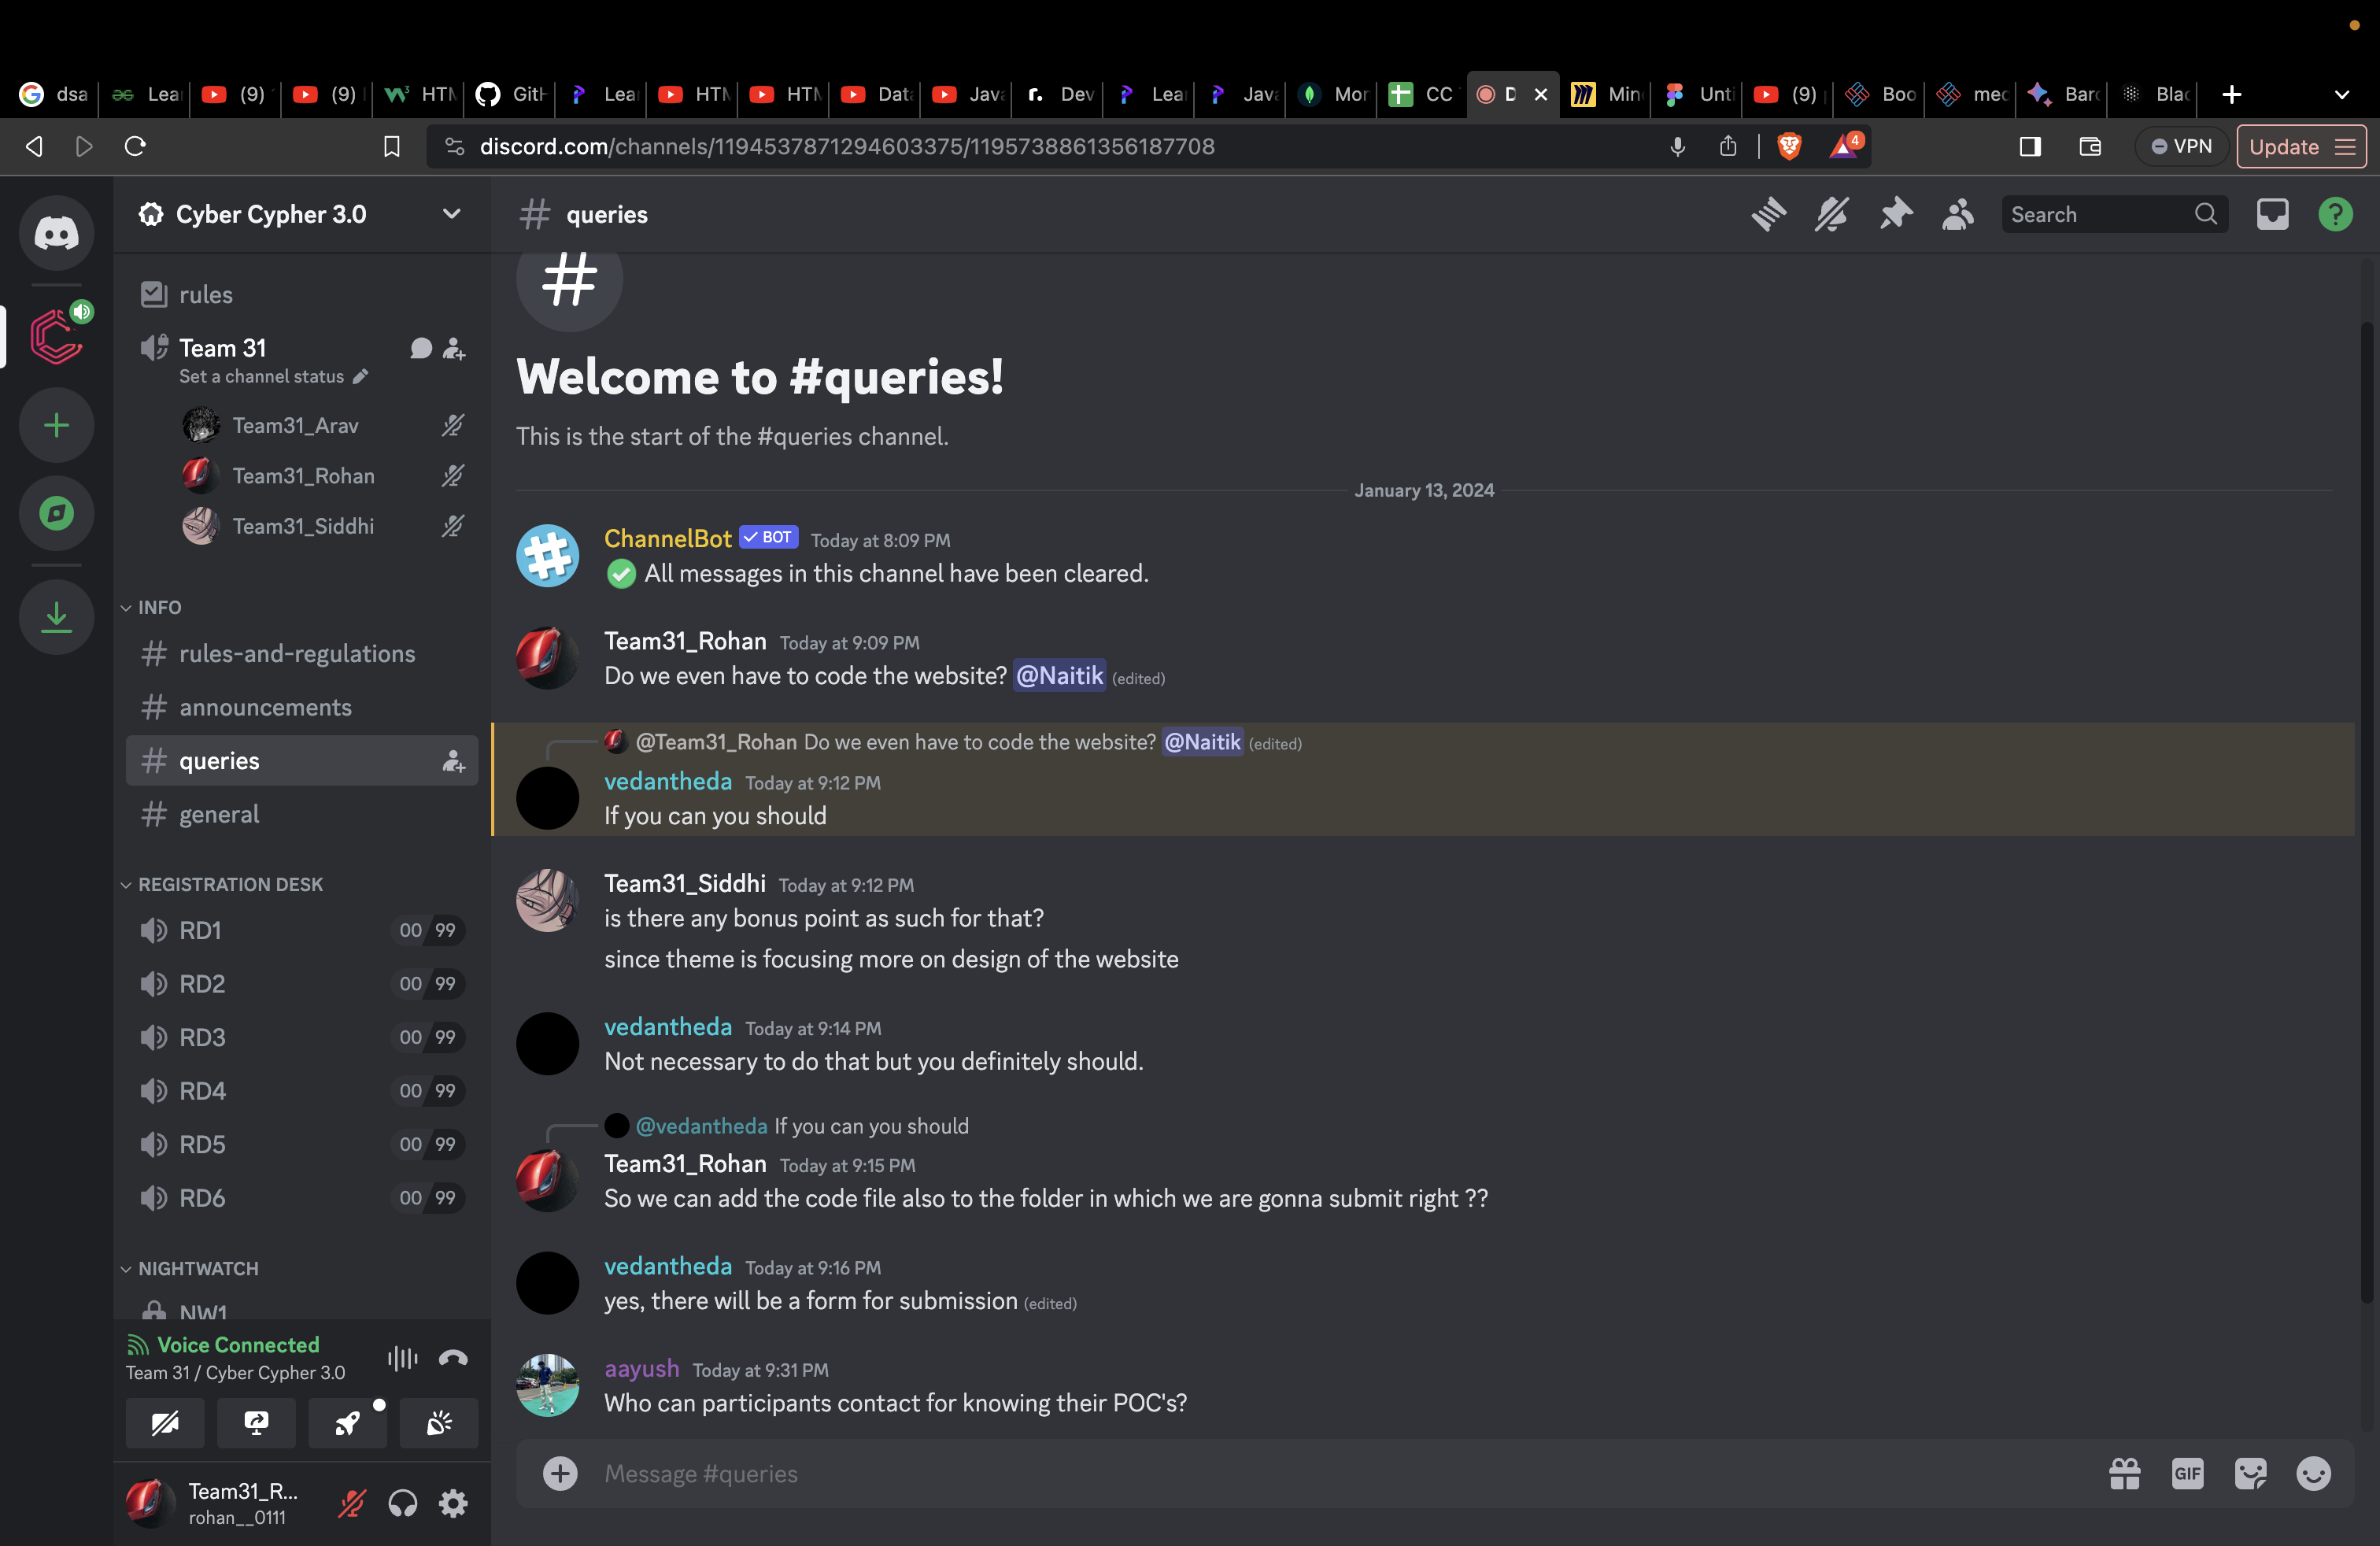 dsa
Lea
(9)
(9)
HTM
GitH
Lea
HTM
HTM
Data
Java
Dev
Lea
Java
Mon
CC
D
Min
Unti
(9)
Boo
med
Bard
Blac
discord.com/channels/1194537871294603375/1195738861356187708
4
VPN
Update
Cyber Cypher 3.0
queries
Search
rules
Team 31
Set a channel status
Team31_Arav
Team31_Rohan
Team31_Siddhi
INFO
rules-and-regulations
announcements
queries
general
REGISTRATION DESK
RD1 00 99
RD2 00 99
RD3 00 99
RD4 00 99
RD5 00 99
RD6 00 99
NIGHTWATCH
NW1
Voice Connected
Team 31 / Cyber Cypher 3.0
Team31_R...
rohan__0111
Welcome to #queries!
This is the start of the #queries channel.
January 13, 2024
ChannelBot BOT Today at 8:09 PM
All messages in this channel have been cleared.
Team31_Rohan Today at 9:09 PM
Do we even have to code the website? @Naitik (edited)
@Team31_Rohan Do we even have to code the website? @Naitik (edited)
vedantheda Today at 9:12 PM
If you can you should
Team31_Siddhi Today at 9:12 PM
is there any bonus point as such for that?
since theme is focusing more on design of the website
vedantheda Today at 9:14 PM
Not necessary to do that but you definitely should.
@vedantheda If you can you should
Team31_Rohan Today at 9:15 PM
So we can add the code file also to the folder in which we are gonna submit right ??
vedantheda Today at 9:16 PM
yes, there will be a form for submission (edited)
aayush Today at 9:31 PM
Who can participants contact for knowing their POC's?
Message #queries
GIF